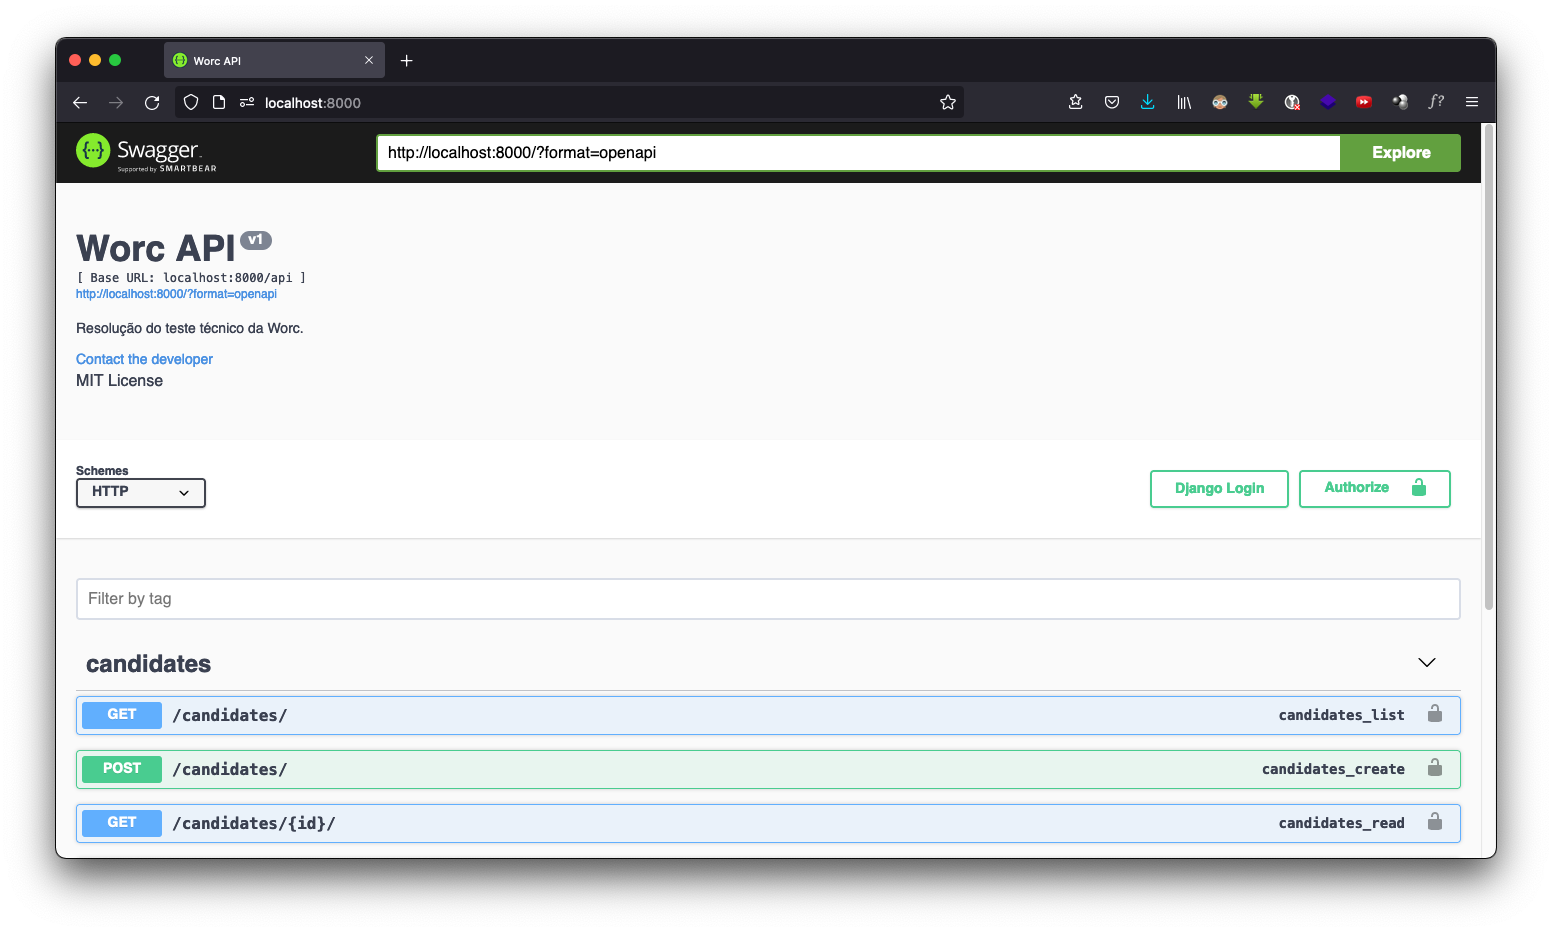 Worc API
localhost:8000
Swagger
Supported by SMARTBEAR
http://localhost:8000/?format=openapi
Explore
Worc API v1
[ Base URL: localhost:8000/api ]
http://localhost:8000/?format=openapi
Resolução do teste técnico da Worc.
Contact the developer
MIT License
Schemes
HTTP
Django Login
Authorize
Filter by tag
candidates
GET /candidates/ candidates_list
POST /candidates/ candidates_create
GET /candidates/{id}/ candidates_read